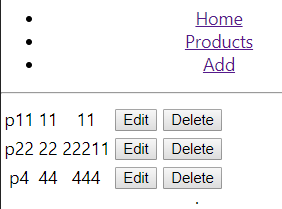 Home
Products
Add
p11 11 11 Edit Delete
p22 22 22211 Edit Delete
p4 44 444 Edit Delete
.